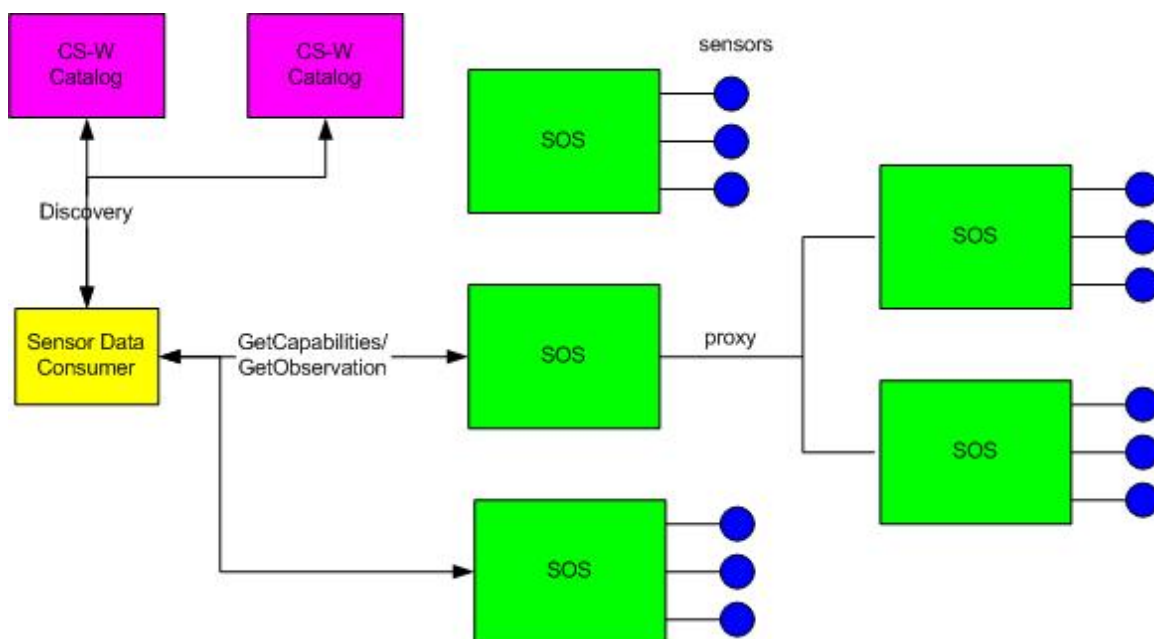 CS-W
Catalog
CS-W
Catalog
sensors
SOS
SOS
Discovery
Sensor Data
Consumer
GetCapabilities/
GetObservation
SOS
proxy
SOS
SOS